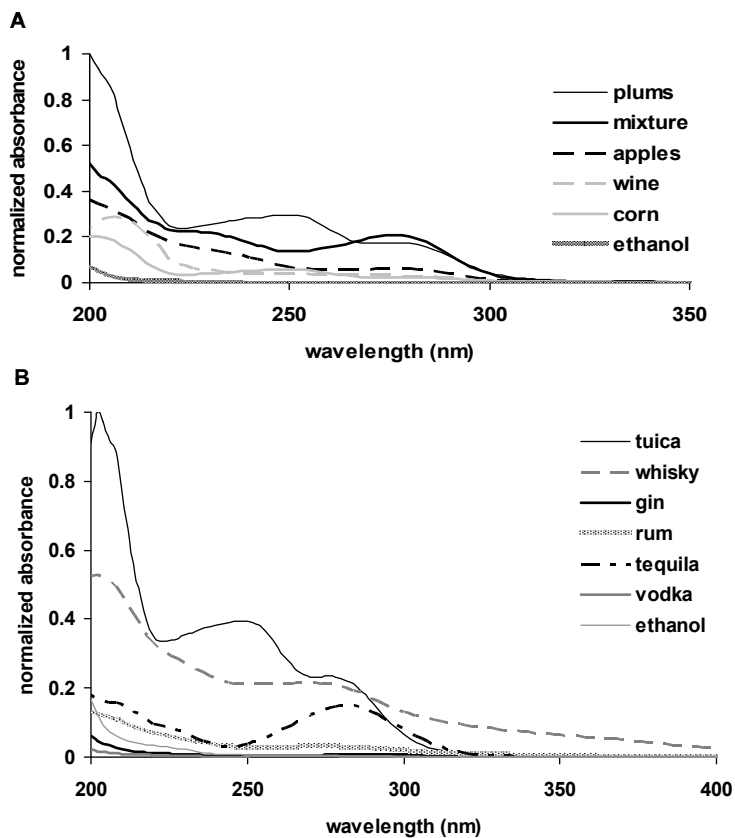 A
normalized absorbance
1
0.8
0.6
0.4
0.2
0
200
250
300
350
wavelength (nm)
plums
mixture
apples
wine
corn
ethanol
B
normalized absorbance
1
0.8
0.6
0.4
0.2
0
200
250
300
350
400
wavelength (nm)
tuica
whisky
gin
rum
tequila
vodka
ethanol